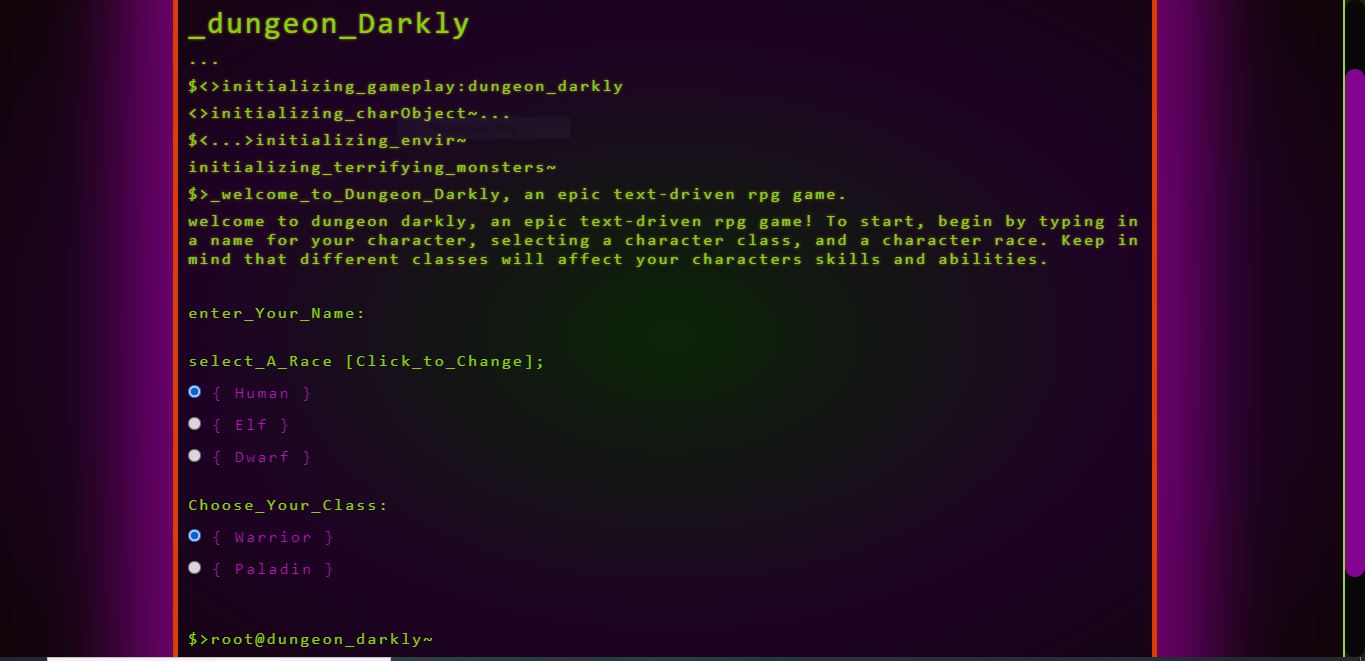 _dungeon_Darkly
...
$<>initializing_gameplay:dungeon_darkly
<>initializing_charObject~...
$<...>initializing_envir~
initializing_terrifying_monsters~
$>_welcome_to_Dungeon_Darkly, an epic text-driven rpg game.
welcome to dungeon darkly, an epic text-driven rpg game! To start, begin by typing in
a name for your character, selecting a character class, and a character race. Keep in
mind that different classes will affect your characters skills and abilities.
enter_Your_Name:
select_A_Race [Click_to_Change];
{ Human }
{ Elf }
{ Dwarf }
Choose_Your_Class:
{ Warrior }
{ Paladin }
$>root@dungeon_darkly~